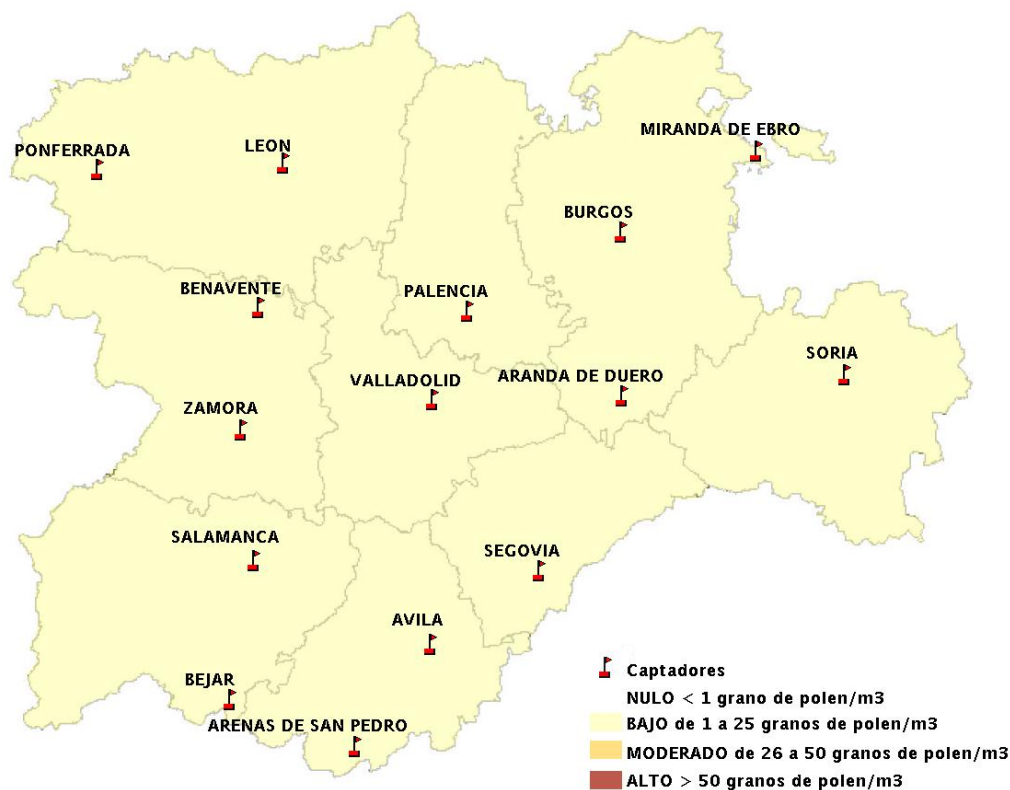 MIRANDA DE EBRO
PONFERRADA
LEON
BURGOS
BENAVENTE
PALENCIA
SORIA
VALLADOLID
ARANDA DE DUERO
ZAMORA
SALAMANCA
SEGOVIA
AVILA
BEJAR
ARENAS DE SAN PEDRO
Captadores
NULO < 1 grano de polen/m3
BAJO de 1 a 25 granos de polen/m3
MODERADO de 26 a 50 granos de polen/m3
ALTO > 50 granos de polen/m3